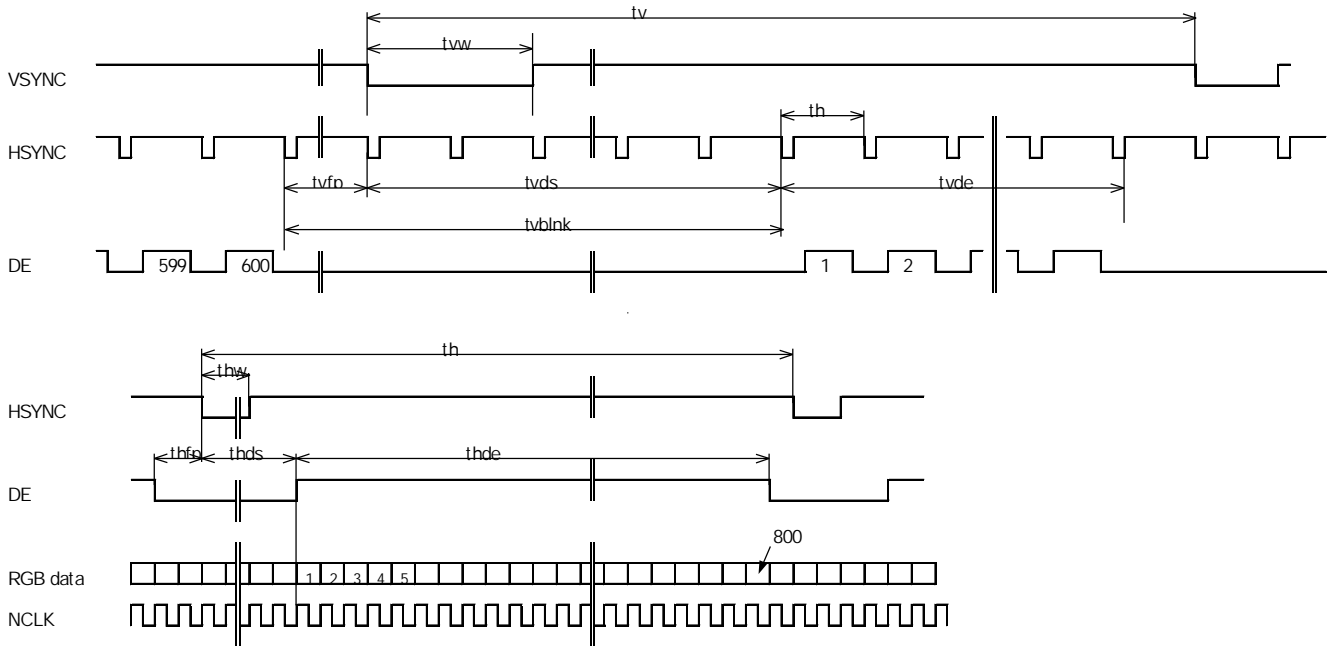 tv
tvw
VSYNC
th
HSYNC
tvfp tvds tvde
tvblnk
DE 599 600 1 2
th
thw
HSYNC
thfp thds thde
DE
800
RGB data 1 2 3 4 5
NCLK